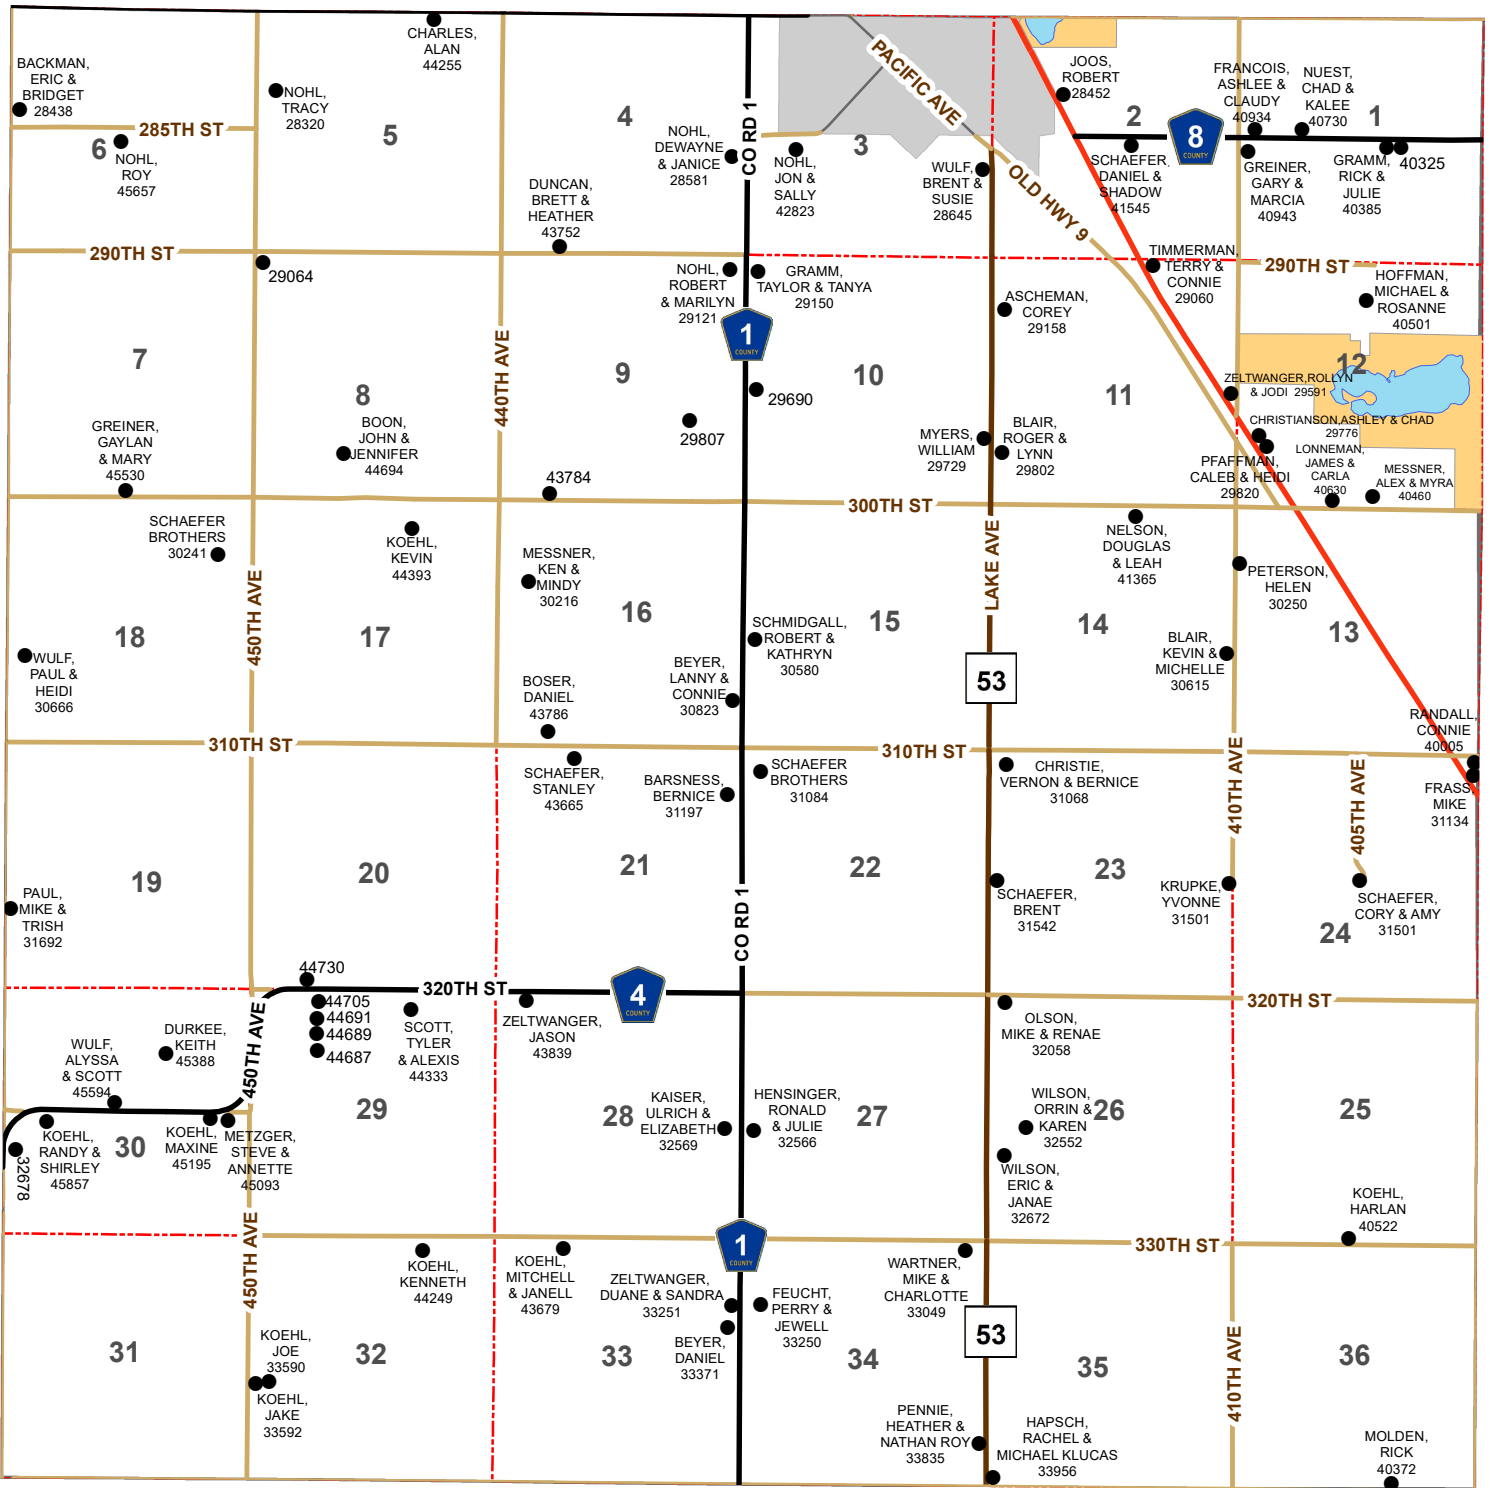 CHARLES,
ALAN
44255
BACKMAN,
ERIC &
BRIDGET
28438
NOHL,
TRACY
28320
285TH ST
6
NOHL,
ROY
45657
5
4
NOHL,
DEWAYNE
& JANICE
28581
CO RD 1
NOHL,
JON &
SALLY
42823
3
PACIFIC AVE
OLD HWY 9
WULF,
BRENT &
SUSIE
28645
JOOS,
ROBERT
28452
2
SCHAEFER,
DANIEL &
SHADOW
41545
8
COUNTY
FRANCOIS,
ASHLEE &
CLAUDY
40934
NUEST,
CHAD &
KALEE
40730
1
GREINER,
GARY &
MARCIA
40943
GRAMM,
RICK &
JULIE
40385
40325
DUNCAN,
BRETT &
HEATHER
43752
290TH ST
29064
NOHL,
ROBERT
& MARILYN
29121
GRAMM,
TAYLOR & TANYA
29150
1
COUNTY
ASCHEMAN,
COREY
29158
TIMMERMAN,
TERRY &
CONNIE
29060
290TH ST
HOFFMAN,
MICHAEL &
ROSANNE
40501
7
8
440TH AVE
9
10
11
12
29690
29807
ZELTWANGER,ROLLYN
& JODI 29591
CHRISTIANSON,ASHLEY & CHAD
29776
GREINER,
GAYLAN
& MARY
45530
BOON,
JOHN &
JENNIFER
44694
43784
MYERS,
WILLIAM
29729
BLAIR,
ROGER &
LYNN
29802
PFAFFMAN,
CALEB & HEIDI
29820
LONNEMAN,
JAMES &
CARLA
40630
MESSNER,
ALEX & MYRA
40460
300TH ST
SCHAEFER
BROTHERS
30241
450TH AVE
KOEHL,
KEVIN
44393
MESSNER,
KEN &
MINDY
30216
LAKE AVE
NELSON,
DOUGLAS
& LEAH
41365
PETERSON,
HELEN
30250
18
17
16
15
14
13
WULF,
PAUL &
HEIDI
30666
SCHMIDGALL,
ROBERT &
KATHRYN
30580
BEYER,
LANNY &
CONNIE
30823
BOSER,
DANIEL
43786
53
BLAIR,
KEVIN &
MICHELLE
30615
RANDALL,
CONNIE
40005
310TH ST
310TH ST
SCHAEFER,
STANLEY
43665
BARSNESS,
BERNICE
31197
SCHAEFER
BROTHERS
31084
CHRISTIE,
VERNON & BERNICE
31068
410TH AVE
405TH AVE
FRASS,
MIKE
31134
19
20
21
22
23
24
PAUL,
MIKE &
TRISH
31692
CO RD 1
SCHAEFER,
BRENT
31542
KRUPKE,
YVONNE
31501
SCHAEFER,
CORY & AMY
31501
44730
320TH ST
4
COUNTY
320TH ST
44705
44691
44689
44687
SCOTT,
TYLER
& ALEXIS
44333
ZELTWANGER,
JASON
43839
OLSON,
MIKE & RENAE
32058
450TH AVE
DURKEE,
KEITH
45388
WULF,
ALYSSA
& SCOTT
45594
32678
KOEHL,
RANDY &
SHIRLEY
45857
30
KOEHL,
MAXINE
45195
METZGER,
STEVE &
ANNETTE
45093
29
28
KAISER,
ULRICH &
ELIZABETH
32569
HENSINGER,
RONALD
& JULIE
32566
27
WILSON,
ORRIN &
KAREN
32552
26
25
WILSON,
ERIC &
JANAE
32672
KOEHL,
HARLAN
40522
1
COUNTY
330TH ST
450TH AVE
KOEHL,
KENNETH
44249
KOEHL,
MITCHELL
& JANELL
43679
ZELTWANGER,
DUANE & SANDRA
33251
FEUCHT,
PERRY &
JEWELL
33250
WARTNER,
MIKE &
CHARLOTTE
33049
53
31
KOEHL,
JOE
33590
32
33
BEYER,
DANIEL
33371
34
35
36
410TH AVE
KOEHL,
JAKE
33592
PENNIE,
HEATHER &
NATHAN ROY
33835
HAPSCH,
RACHEL &
MICHAEL KLUCAS
33956
MOLDEN,
RICK
40372